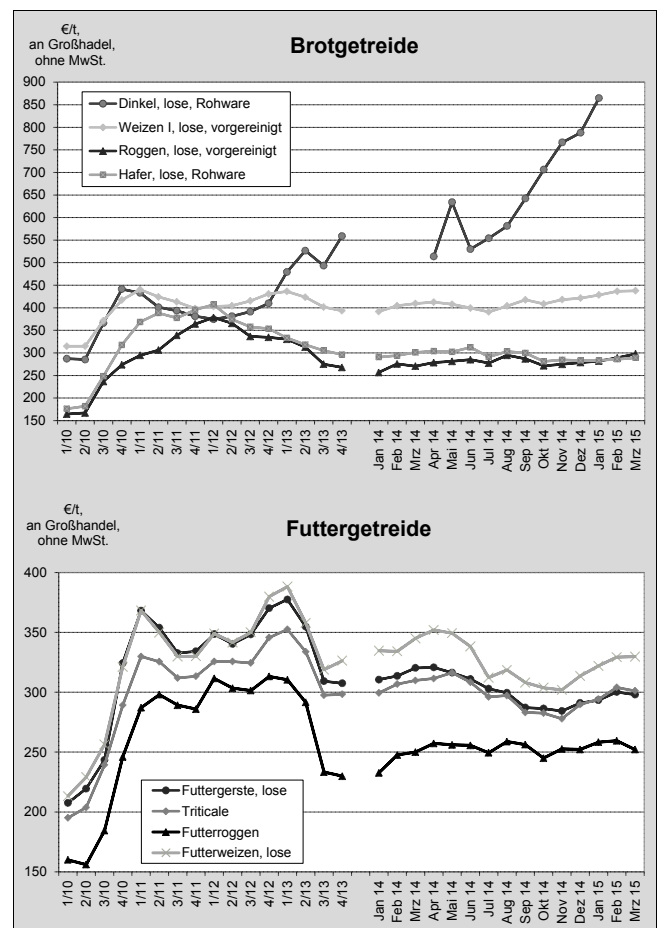 €/t,
an Großhadel,
ohne MwSt.
Brotgetreide
900
850
800
750
700
650
600
550
500
450
400
350
300
250
200
150
Dinkel, lose, Rohware
Weizen I, lose, vorgereinigt
Roggen, lose, vorgereinigt
Hafer, lose, Rohware
1/10
2/10
3/10
4/10
1/11
2/11
3/11
4/11
1/12
2/12
3/12
4/12
1/13
2/13
3/13
4/13
Jan 14
Feb 14
Mrz 14
Apr 14
Mai 14
Jun 14
Jul 14
Aug 14
Sep 14
Okt 14
Nov 14
Dez 14
Jan 15
Feb 15
Mrz 15
€/t,
an Großhandel,
ohne MwSt.
Futtergetreide
400
350
300
250
200
150
Futtergerste, lose
Triticale
Futterroggen
Futterweizen, lose
1/10
2/10
3/10
4/10
1/11
2/11
3/11
4/11
1/12
2/12
3/12
4/12
1/13
2/13
3/13
4/13
Jan 14
Feb 14
Mrz 14
Apr 14
Mai 14
Jun 14
Jul 14
Aug 14
Sep 14
Okt 14
Nov 14
Dez 14
Jan 15
Feb 15
Mrz 15